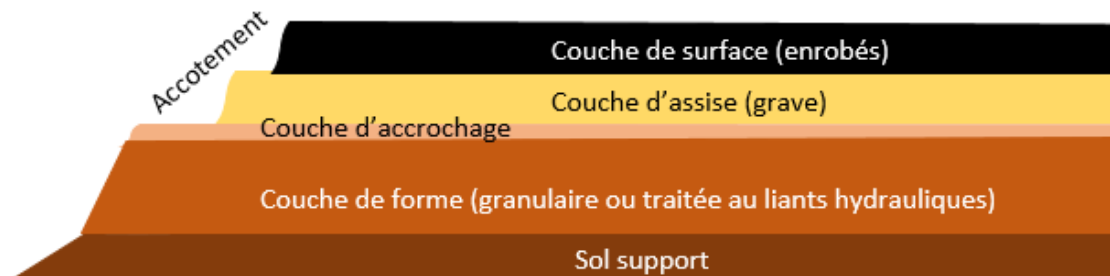 Accotement
Couche de surface (enrobés)
Couche d’assise (grave)
Couche d’accrochage
Couche de forme (granulaire ou traitée au liants hydrauliques)
Sol support